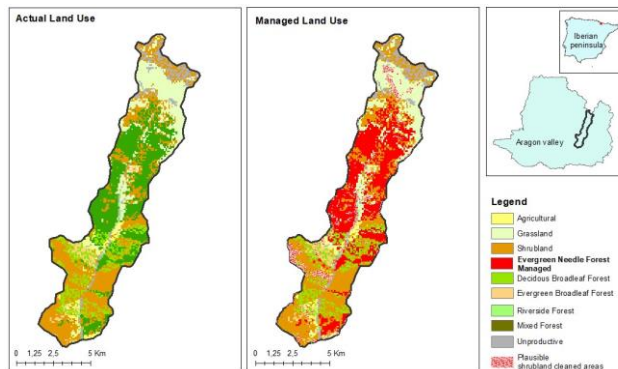 Actual Land Use
0 1,25 2,5 5 Km
Managed Land Use
0 1,25 2,5 5 Km
Iberian
peninsula
Aragon valley
Legend
Agricultural
Grassland
Shrubland
Evergreen Needle Forest
Managed
Decidous Broadleaf Forest
Evergreen Broadleaf Forest
Riverside Forest
Mixed Forest
Unproductive
Plausible
shrubland cleaned areas